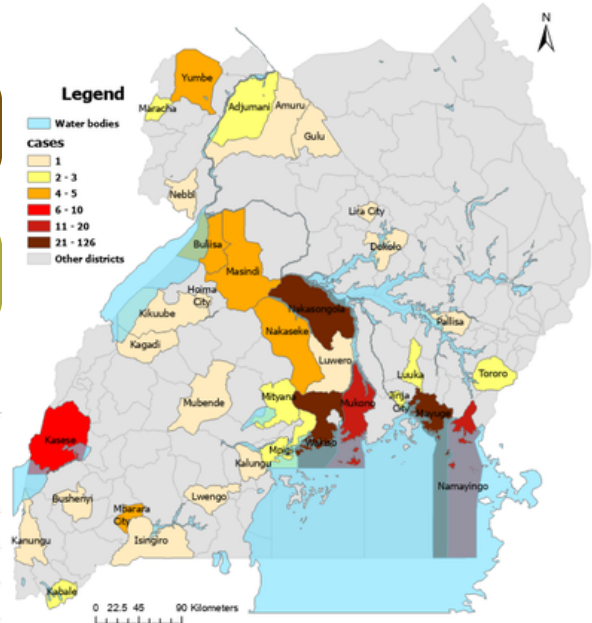 N
Yumbe
Legend
Maracha
Adjumani
Amuru
Water bodies
Gulu
cases
1
2 - 3
4 - 5
6 - 10
11 - 20
21 - 126
Other districts
Nebbi
Lira City
Dokolo
Buliisa
Masindi
Hoima
City
Kikuube
Nakasongola
Kagadi
Nakaseke
Pallisa
Luwero
Luuka
Tororo
Mityana
Jinja
City
Mubende
Mukono
Mayuge
Kasese
Mpigi
Kalungu
Namayingo
Bushenyi
Lwengo
Mbarara
City
Kanungu
Isingiro
Kabale
0 22.5 45 90 Kilometers